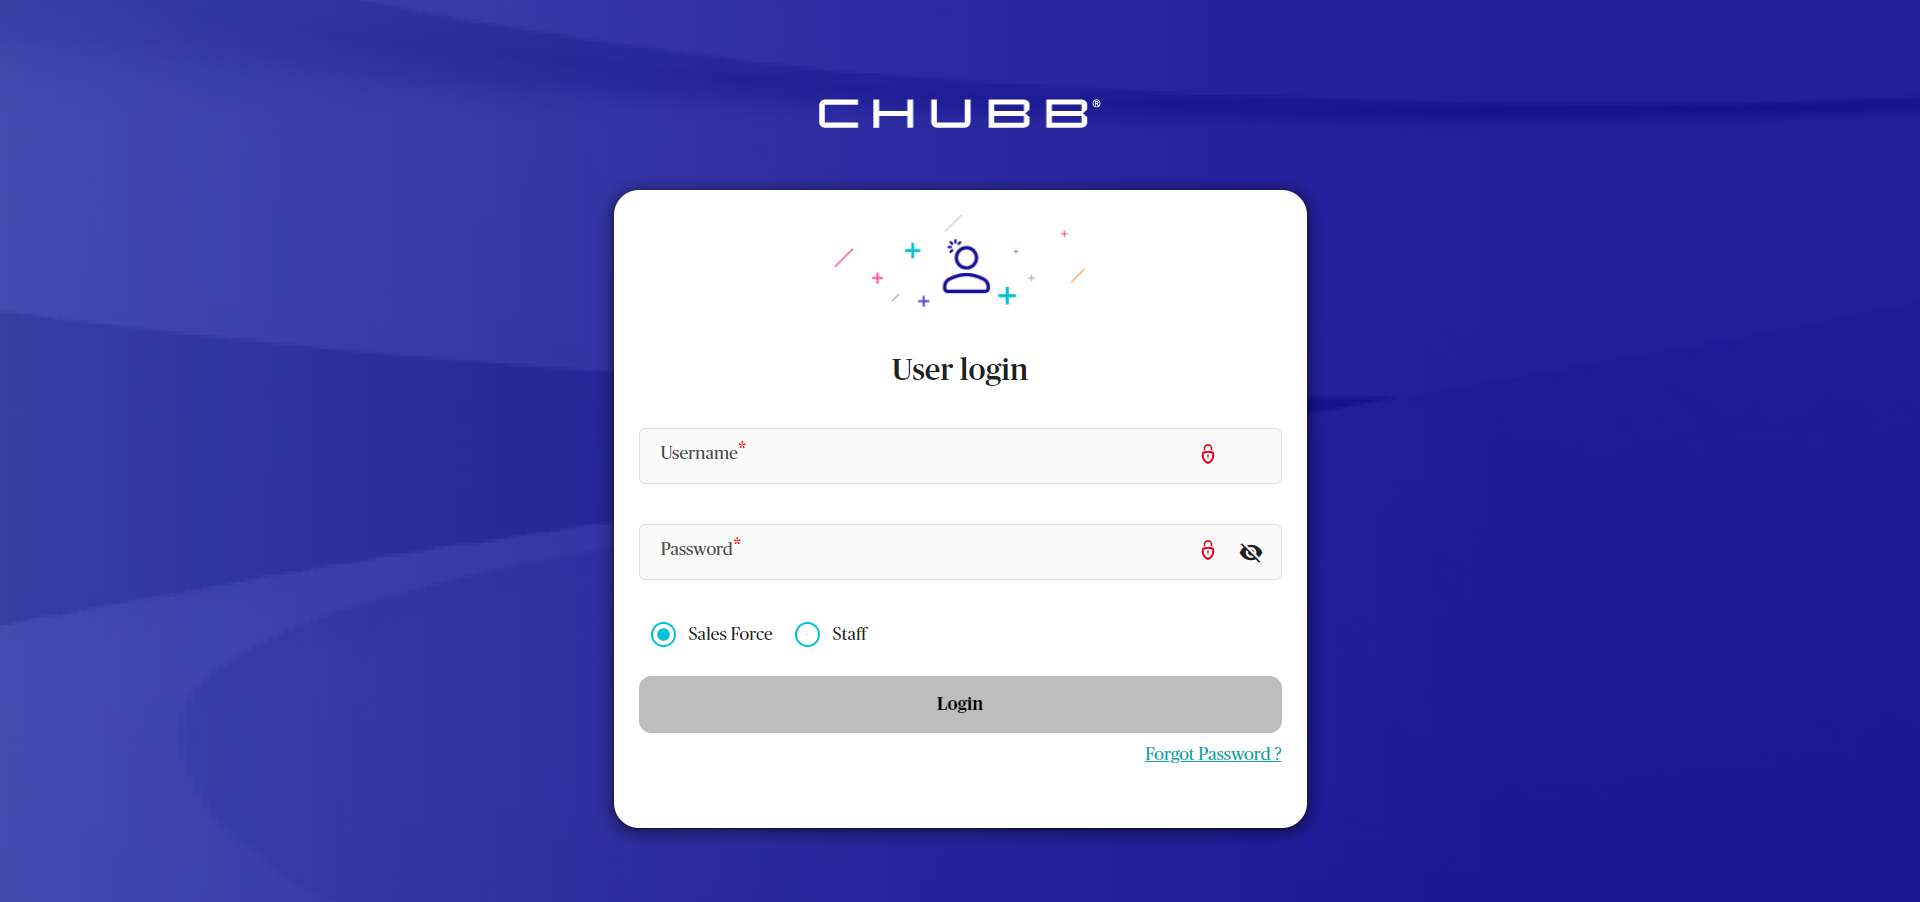 CHUBB®
User login
Username*
Password*
Sales Force Staff
Login
Forgot Password ?